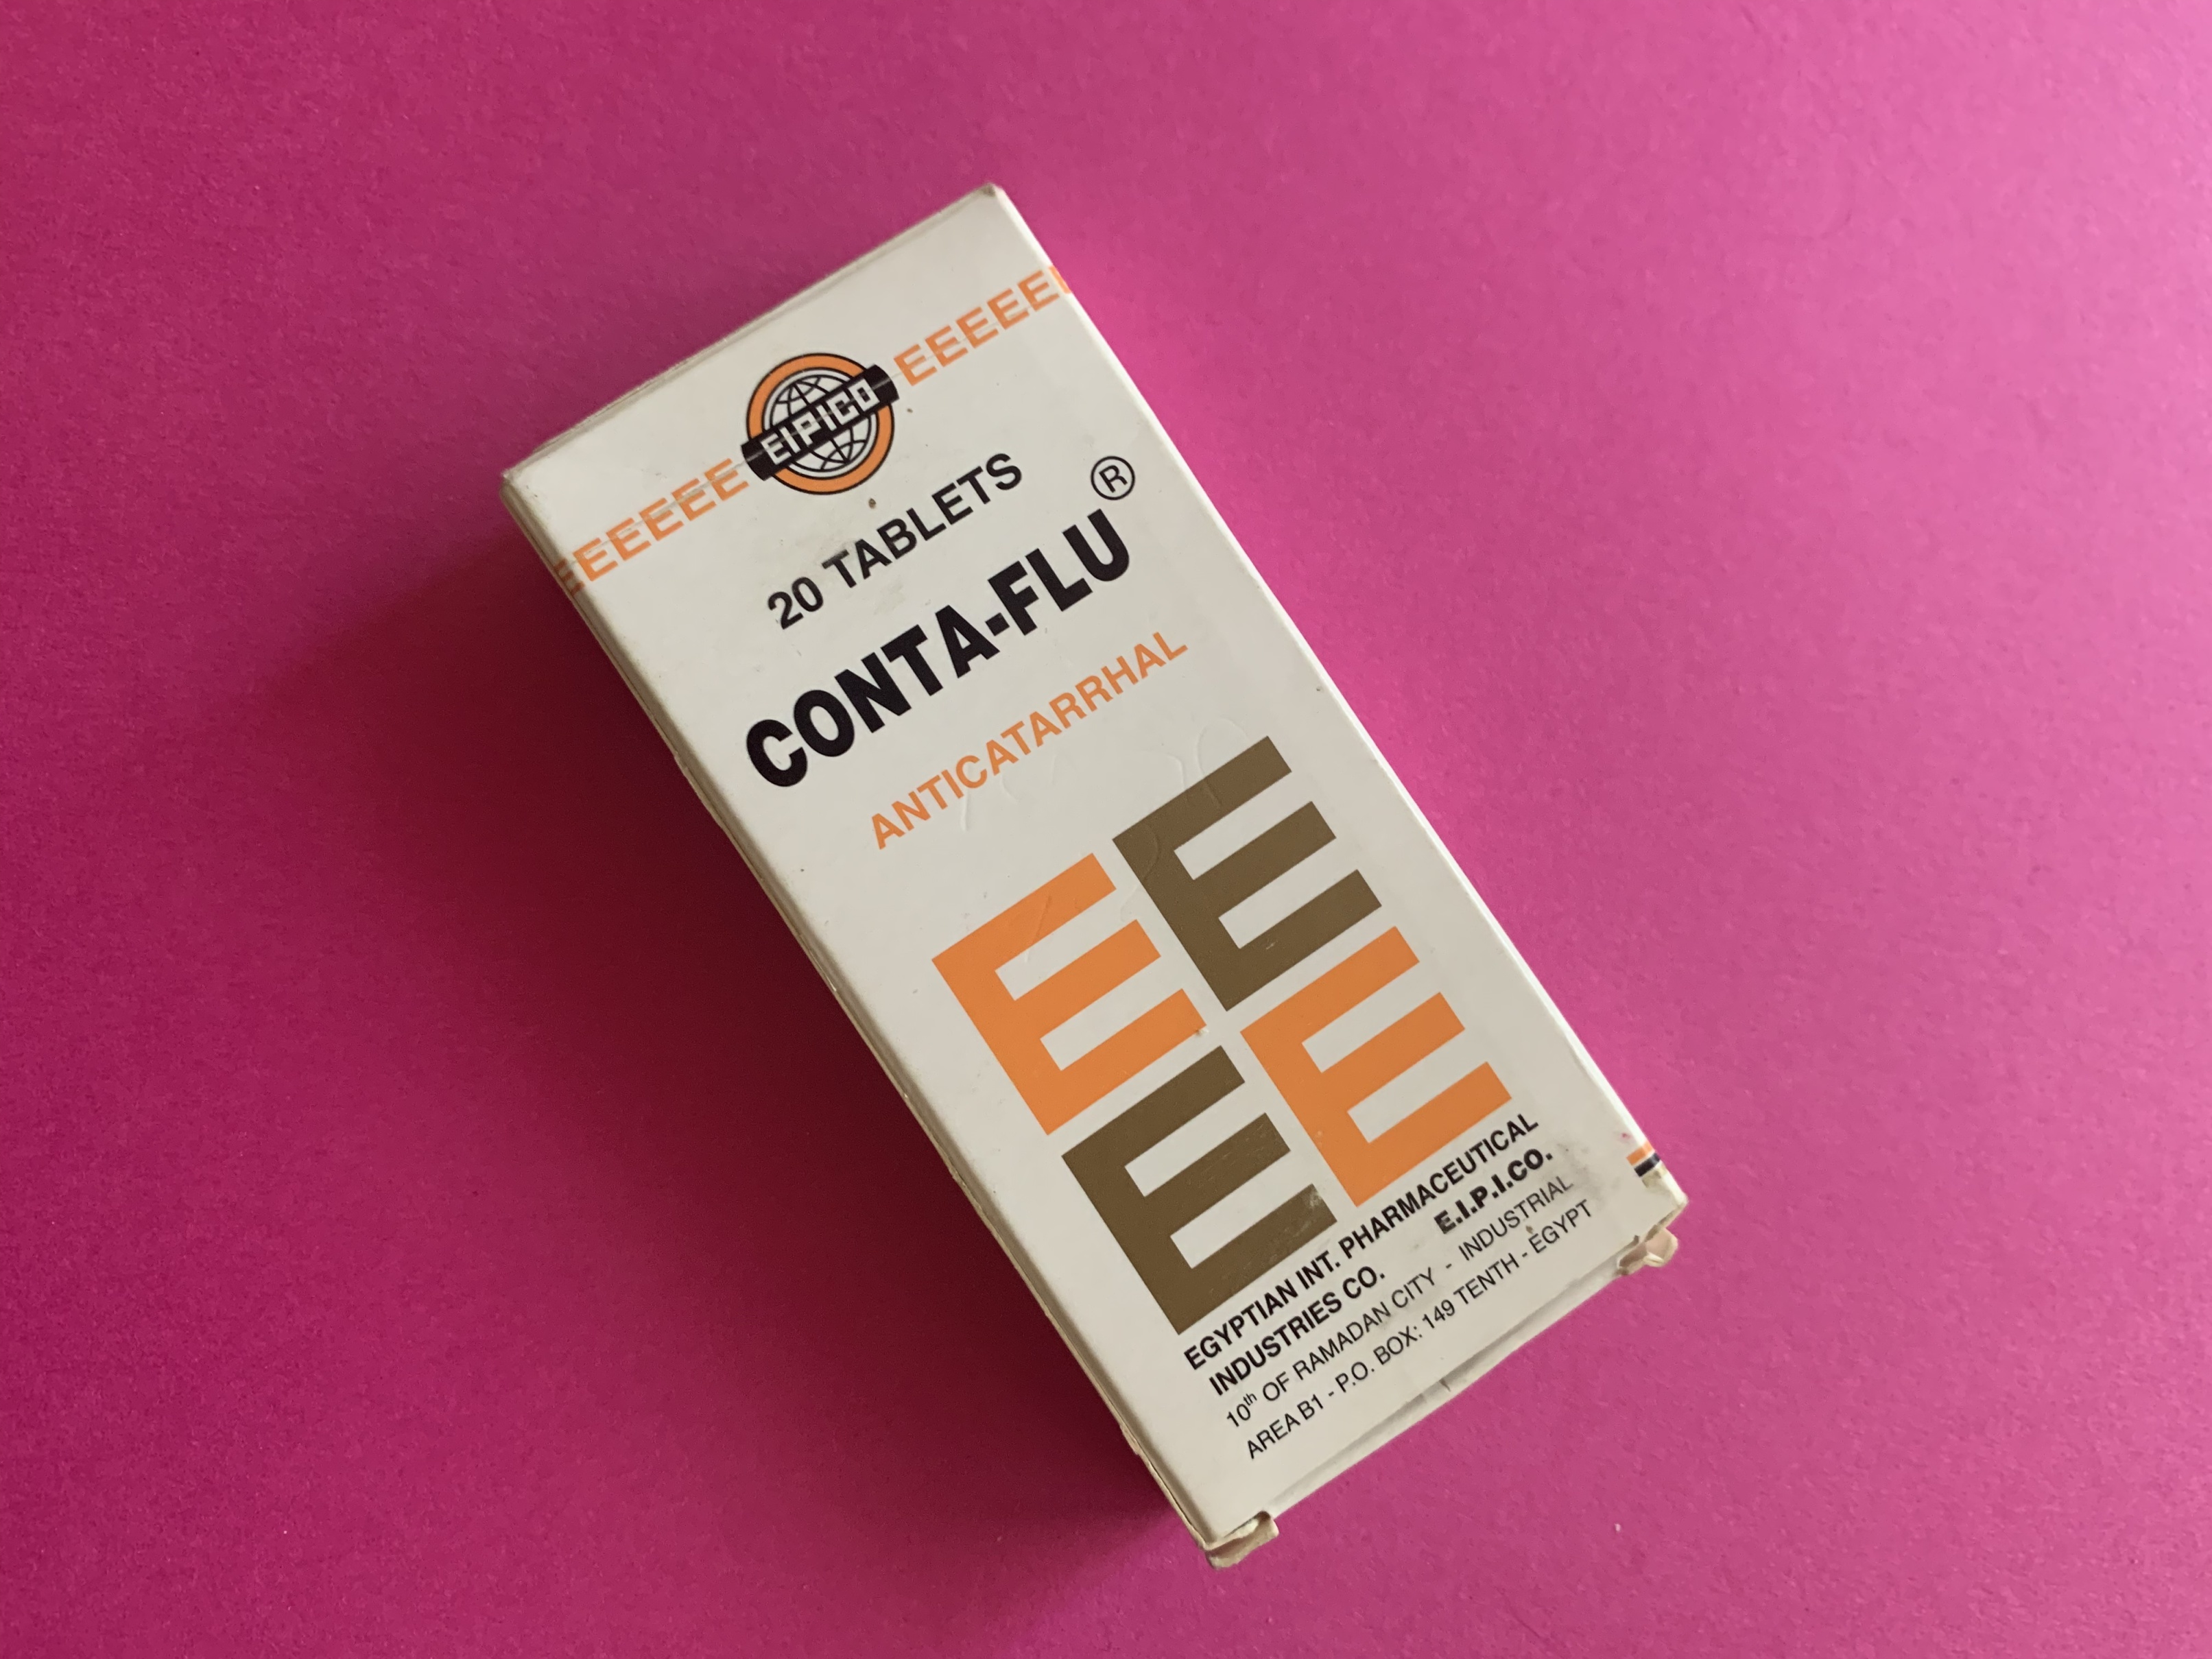 EEEEEE EIPICO EEEEE
20 TABLETS
CONTA-FLU®
ANTICATARRHAL
E E
E E
EGYPTIAN INT. PHARMACEUTICAL
INDUSTRIES CO. E.I.P.I.CO.
10th OF RAMADAN CITY - INDUSTRIAL
AREA B1 - P.O. BOX: 149 TENTH - EGYPT